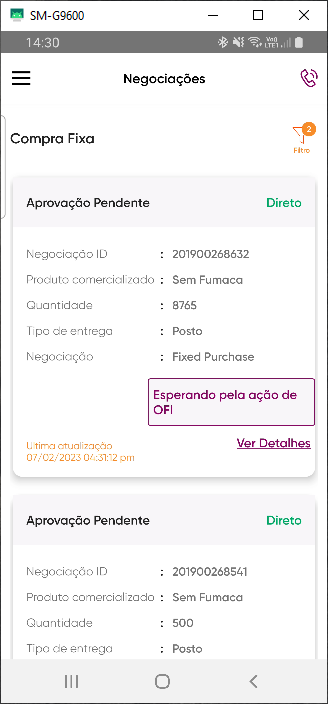 SM-G9600
14:30
Negociações
Compra Fixa
2
Filtro
Aprovação Pendente Direto
Negociação ID : 201900268632
Produto comercializado : Sem Fumaca
Quantidade : 8765
Tipo de entrega : Posto
Negociação : Fixed Purchase
Esperando pela ação de
OFI
Ultima atualização
07/02/2023 04:31:12 pm
Ver Detalhes
Aprovação Pendente Direto
Negociação ID : 201900268541
Produto comercializado : Sem Fumaca
Quantidade : 500
Tipo de entrega : Posto